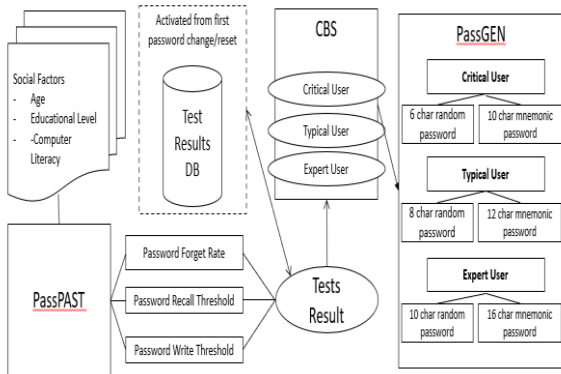 Social Factors
- Age
- Educational Level
- -Computer
Literacy
Activated from first
password change/reset
Test
Results
DB
CBS
Critical User
Typical User
Expert User
PassGEN
Critical User
6 char random
password
10 char mnemonic
password
Typical User
8 char random
password
12 char mnemonic
password
Expert User
10 char random
password
16 char mnemonic
password
PassPAST
Password Forget Rate
Password Recall Threshold
Password Write Threshold
Tests
Result